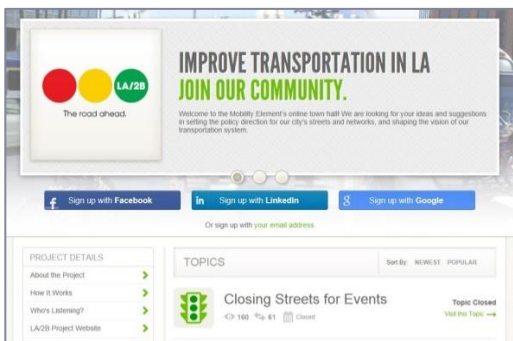 LA/2B
The road ahead.
IMPROVE TRANSPORTATION IN LA
JOIN OUR COMMUNITY.
Welcome to the Mobility Element's online town hall! We are looking for your ideas and suggestions
in setting the policy direction for our city's streets and networks, and shaping the vision of our
transportation system.
f Sign up with Facebook
in Sign up with LinkedIn
g Sign up with Google
Or sign up with your email address
PROJECT DETAILS
About the Project
How It Works
Who's Listening?
LA/2B Project Website
TOPICS
Sort By: NEWEST POPULAR
Closing Streets for Events
160 61 Closed
Topic Closed
Visit this Topic